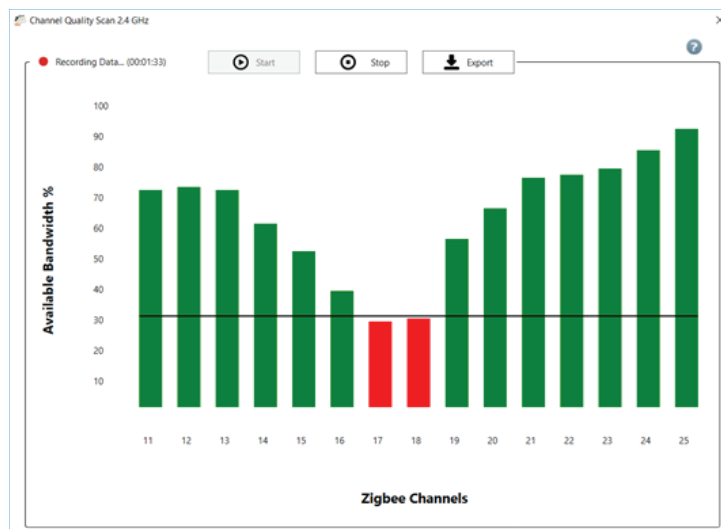 Channel Quality Scan 2.4 GHz
Recording Data... (00:01:33)
Start
Stop
Export
?
100
90
80
70
60
50
40
30
20
10
Available Bandwidth %
11 12 13 14 15 16 17 18 19 20 21 22 23 24 25
Zigbee Channels